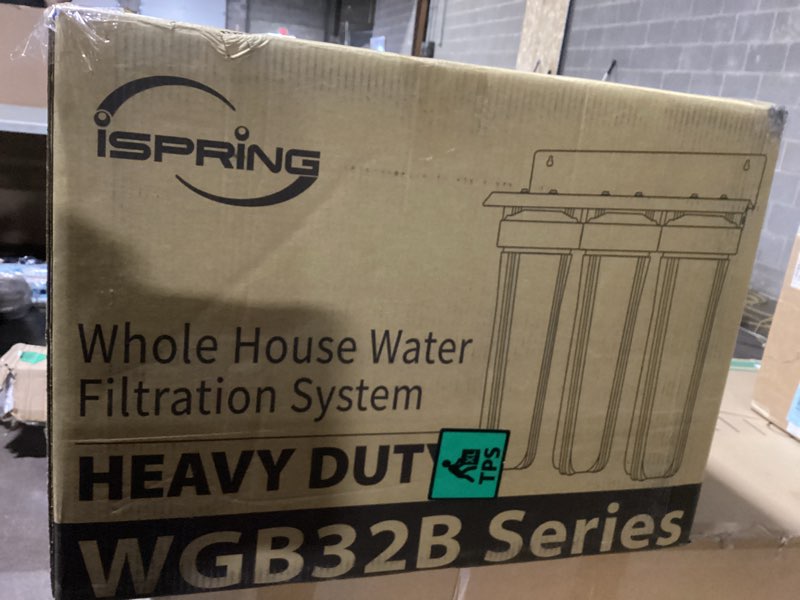 iSPRiNG
Whole House Water
Filtration System
HEAVY DUTY
TPS
WGB32B Series